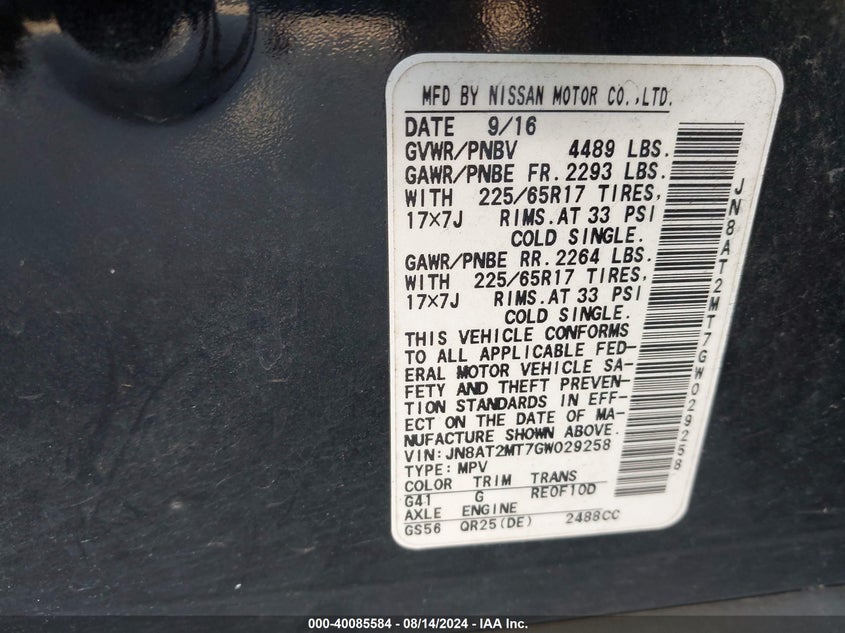 MFD BY NISSAN MOTOR CO.,LTD.
DATE 9/16
GVWR/PNBV 4489 LBS.
GAWR/PNBE FR. 2293 LBS.
WITH 225/65R17 TIRES,
17×7J RIMS.AT 33 PSI
COLD SINGLE.
GAWR/PNBE RR. 2264 LBS.
WITH 225/65R17 TIRES,
17×7J RIMS.AT 33 PSI
COLD SINGLE.
THIS VEHICLE CONFORMS
TO ALL APPLICABLE FED-
ERAL MOTOR VEHICLE SA-
FETY AND THEFT PREVEN-
TION STANDARDS IN EFF-
ECT ON THE DATE OF MA-
NUFACTURE SHOWN ABOVE.
VIN:JN8AT2MT7GW029258
TYPE:MPV
COLOR TRIM TRANS
G41 G RE0F10D
AXLE ENGINE
GS56 QR25(DE) 2488CC
JN8AT2MT7GW029258
000-40085584 - 08/14/2024 - IAA Inc.